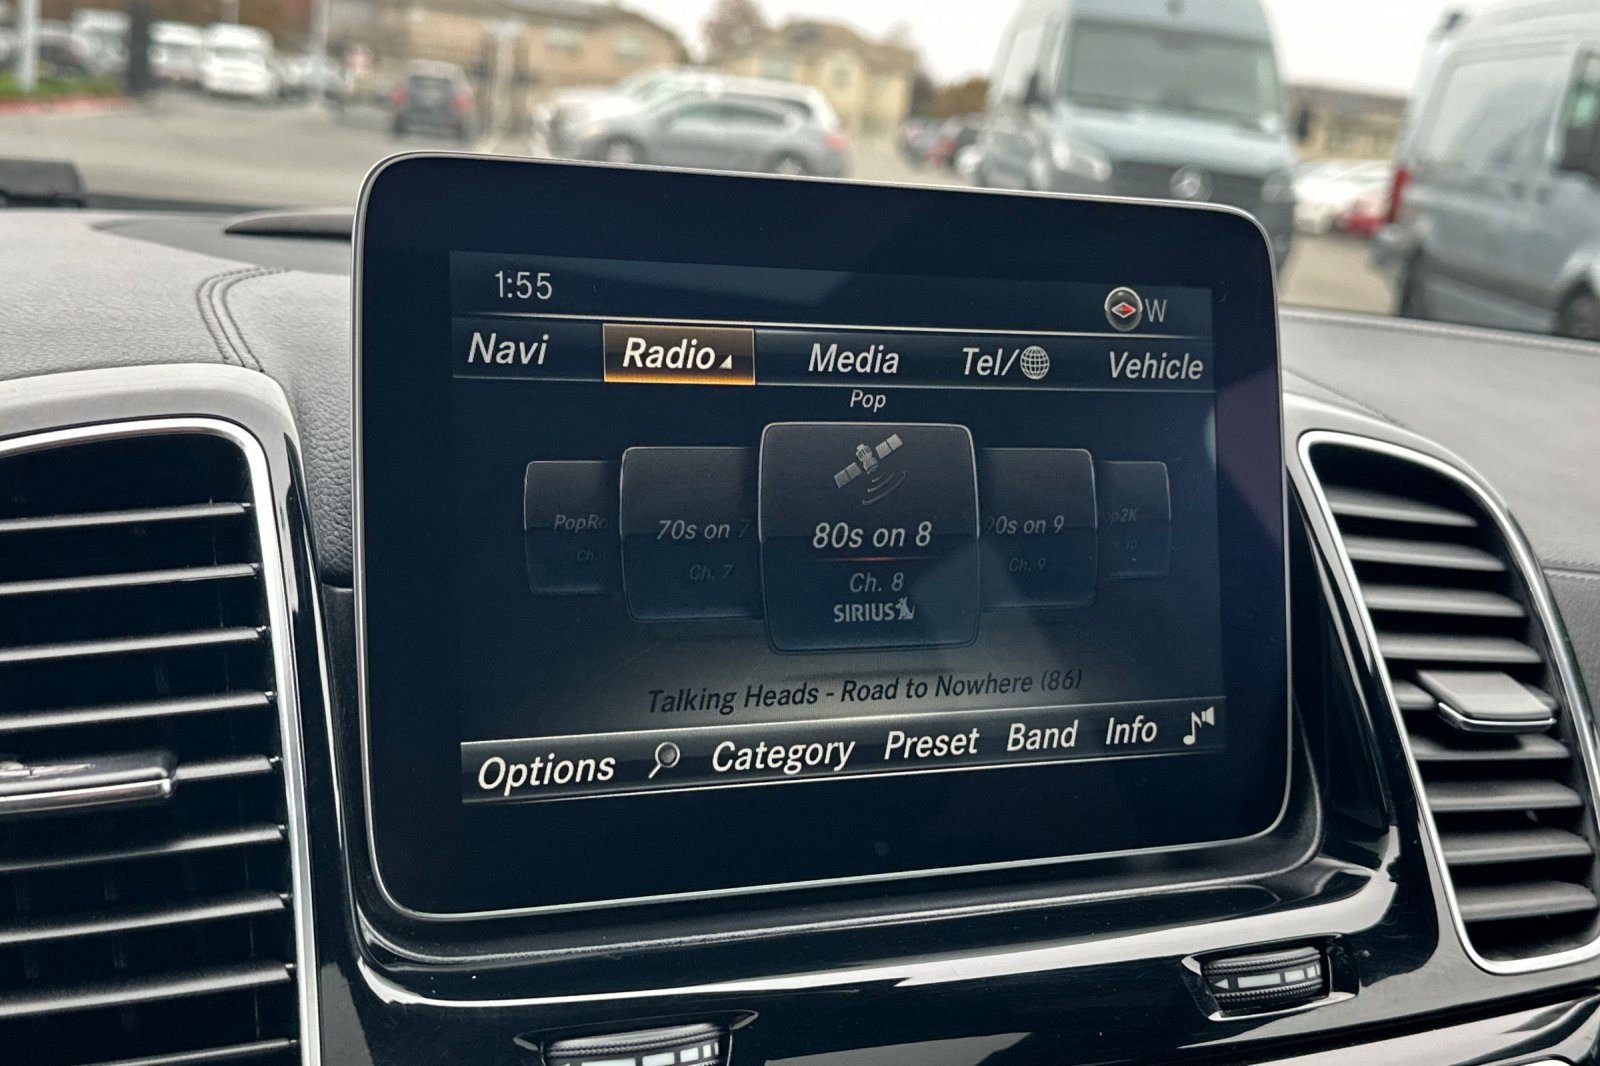 1:55
W
Navi Radio Media Tel/ Vehicle
Pop
70s on 7 80s on 8 90s on 9
Ch. 7 Ch. 8 Ch. 9
SIRIUS
Talking Heads - Road to Nowhere (86)
Options Category Preset Band Info